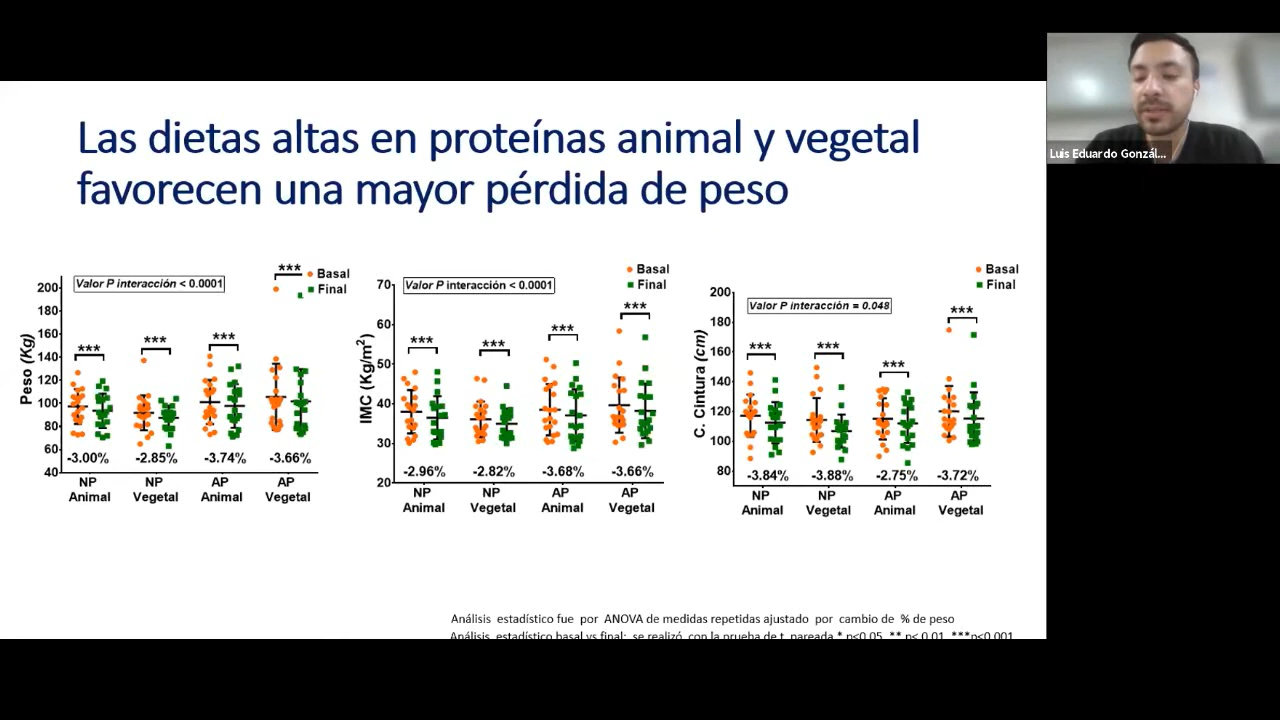 Las dietas altas en proteínas animal y vegetal
favorecen una mayor pérdida de peso
Luis Eduardo Gonzál...
Peso (Kg)
200
180
160
140
120
100
80
60
40
Valor P interacción < 0.0001
Basal
Final
***
***
***
***
-3.00%
-2.85%
-3.74%
-3.66%
NP
Animal
NP
Vegetal
AP
Animal
AP
Vegetal
IMC (Kg/m²)
70
60
50
40
30
20
Valor P interacción < 0.0001
Basal
Final
***
***
***
***
-2.96%
-2.82%
-3.68%
-3.66%
NP
Animal
NP
Vegetal
AP
Animal
AP
Vegetal
C. Cintura (cm)
200
180
160
140
120
100
80
Valor P interacción = 0.048
Basal
Final
***
***
***
***
-3.84%
-3.88%
-2.75%
-3.72%
NP
Animal
NP
Vegetal
AP
Animal
AP
Vegetal
Análisis estadístico fue por ANOVA de medidas repetidas ajustado por cambio de % de peso
Análisis estadístico basal vs final: se realizó con la prueba de t pareada * p<0.05, ** p< 0.01, ***p<0.001